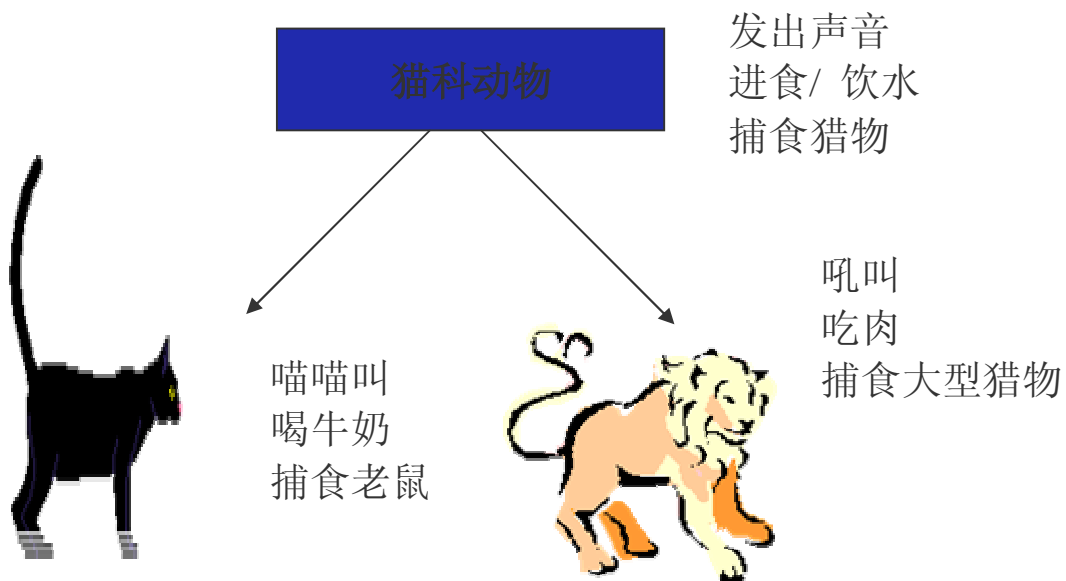 猫科动物
发出声音
进食/ 饮水
捕食猎物
吼叫
吃肉
捕食大型猎物
喵喵叫
喝牛奶
捕食老鼠